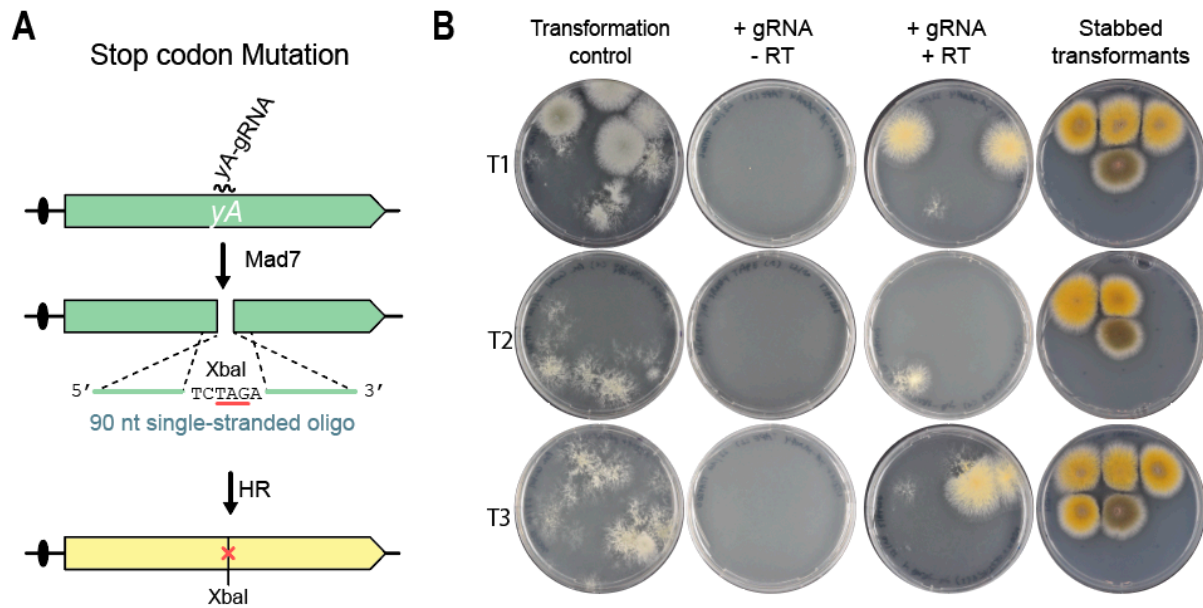 A
Stop codon Mutation
yA-gRNA
yA
Mad7
XbaI
5′ TCTAGA 3′
90 nt single-stranded oligo
HR
XbaI
B
Transformation
control
+ gRNA
- RT
+ gRNA
+ RT
Stabbed
transformants
T1
T2
T3